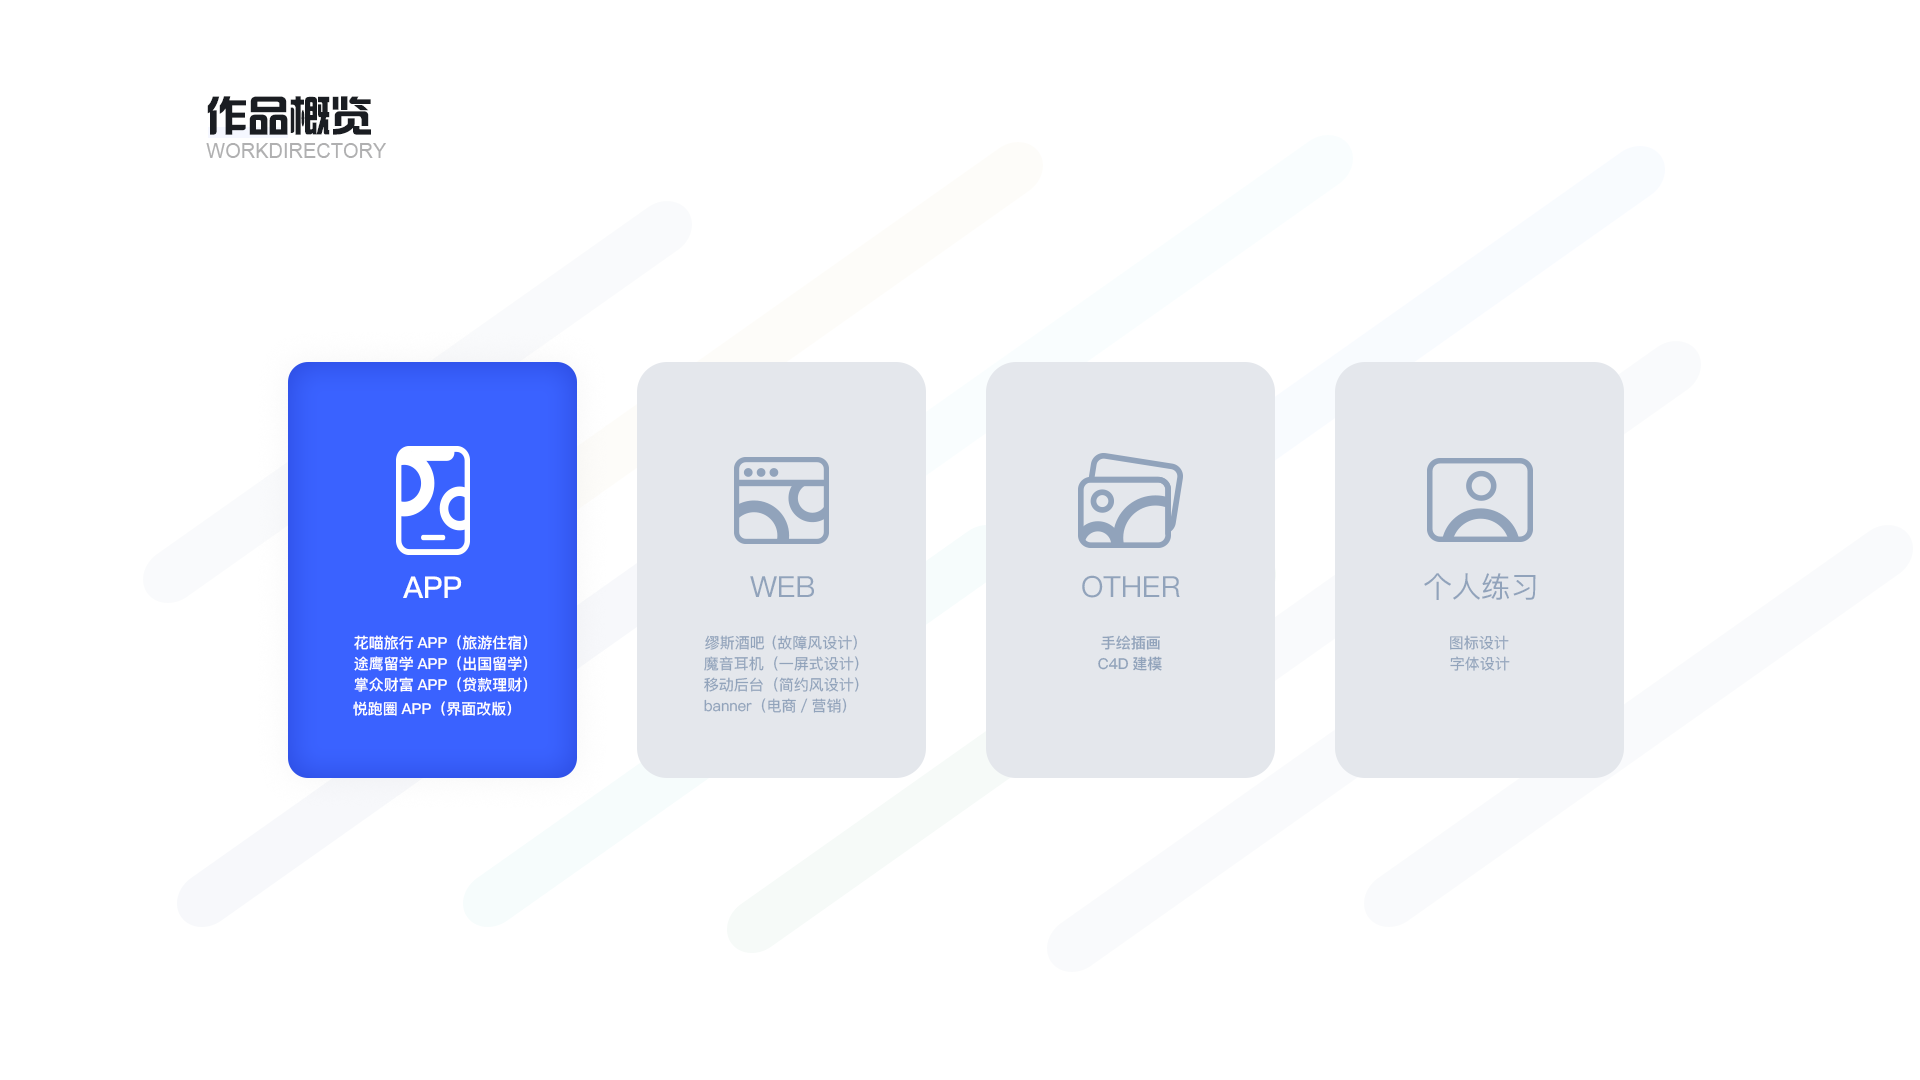 作品概览
WORKDIRECTORY
APP
花喵旅行 APP（旅游住宿）
途鹰留学 APP（出国留学）
掌众财富 APP（贷款理财）
悦跑圈 APP（界面改版）
WEB
缪斯酒吧（故障风设计）
魔音耳机（一屏式设计）
移动后台（简约风设计）
banner（电商 / 营销）
OTHER
手绘插画
C4D 建模
个人练习
图标设计
字体设计